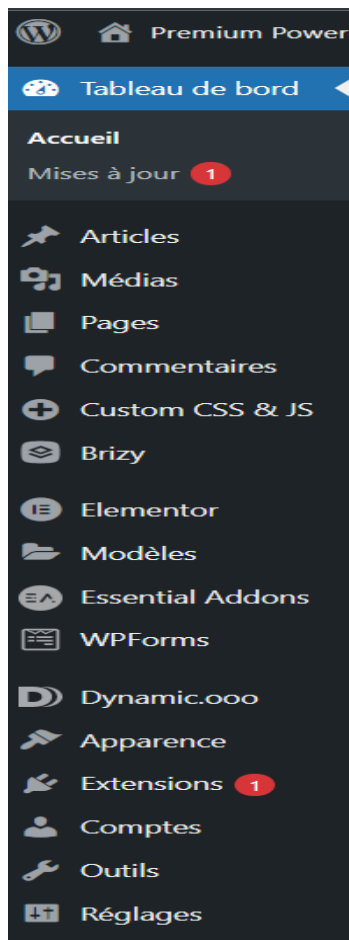 Premium Power
Tableau de bord
Accueil
Mises à jour 1
Articles
Médias
Pages
Commentaires
Custom CSS & JS
Brizy
Elementor
Modèles
Essential Addons
WPForms
Dynamic.ooo
Apparence
Extensions 1
Comptes
Outils
Réglages